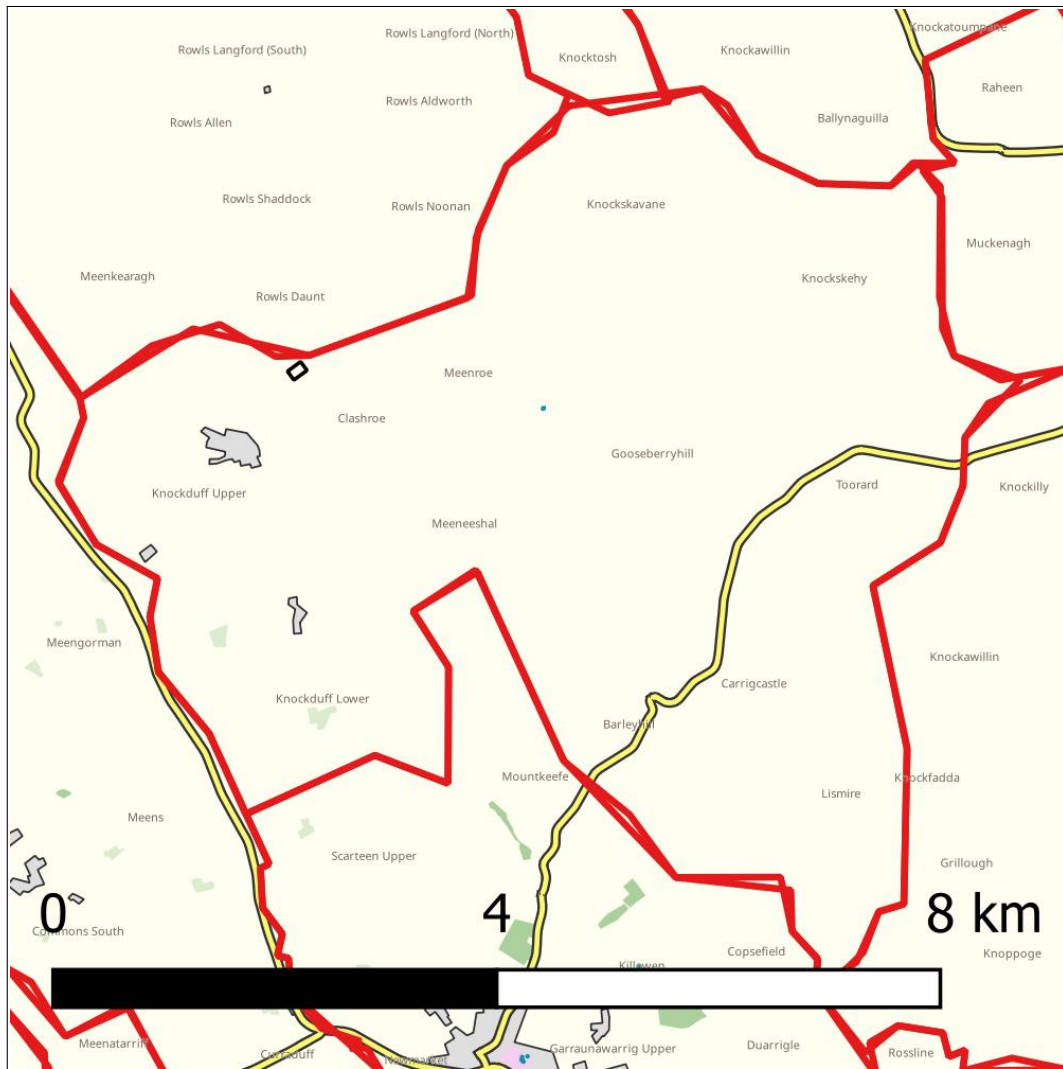 Knockatoumpane
Rowls Langford (North)
Rowls Langford (South)
Knocktosh
Knockawillin
Raheen
Rowls Aldworth
Ballynaguilla
Rowls Allen
Rowls Shaddock
Rowls Noonan
Knockskavane
Muckenagh
Meenkearagh
Knockskehy
Rowls Daunt
Meenroe
Clashroe
Gooseberryhill
Toorard
Knockilly
Knockduff Upper
Meeneeshal
Meengorman
Knockawillin
Carrigcastle
Knockduff Lower
Barleyhill
Mountkeefe
Knockfadda
Lismire
Meens
Scarteen Upper
Grillough
0 4 8 km
Commons South
Copsefield
Knoppoge
Killowen
Meenatarriff
Duarrigle
Garraunawarrig Upper
Rossline
Curraduff
Newmarket